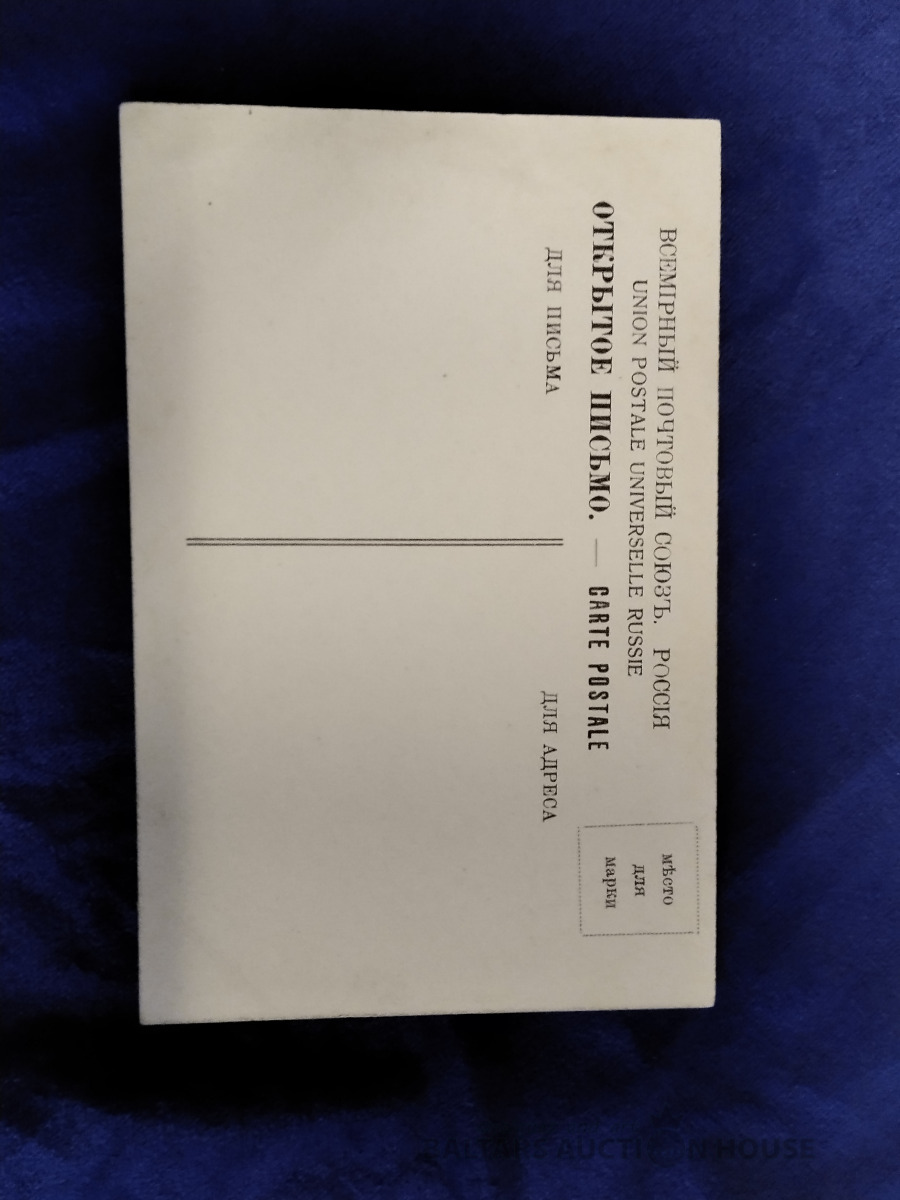 ВСЕМІРНЫЙ ПОЧТОВЫЙ СОЮЗЪ. РОССІЯ
UNION POSTALE UNIVERSELLE RUSSIE
ОТКРЫТОЕ ПИСЬМО. — CARTE POSTALE
ДЛЯ ПИСЬМА
ДЛЯ АДРЕСА
мѣсто
для
марки
HOUSE